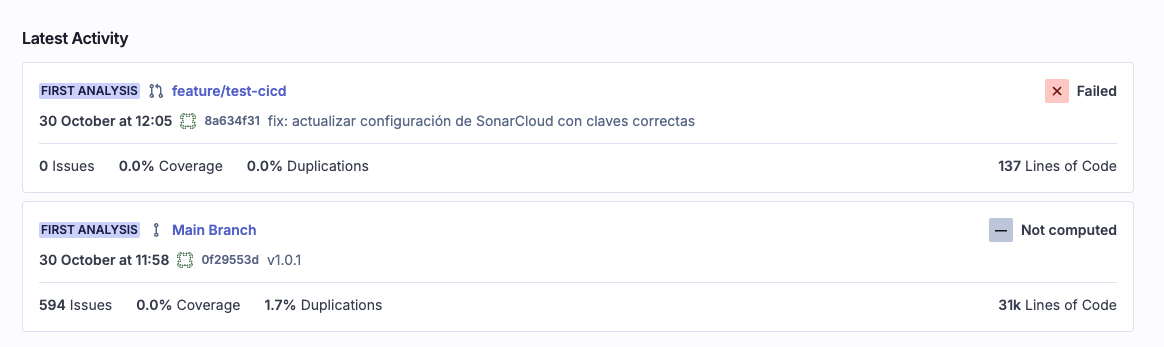 Latest Activity
FIRST ANALYSIS feature/test-cicd Failed
30 October at 12:05 8a634f31 fix: actualizar configuración de SonarCloud con claves correctas
0 Issues 0.0% Coverage 0.0% Duplications 137 Lines of Code
FIRST ANALYSIS Main Branch Not computed
30 October at 11:58 0f29553d v1.0.1
594 Issues 0.0% Coverage 1.7% Duplications 31k Lines of Code